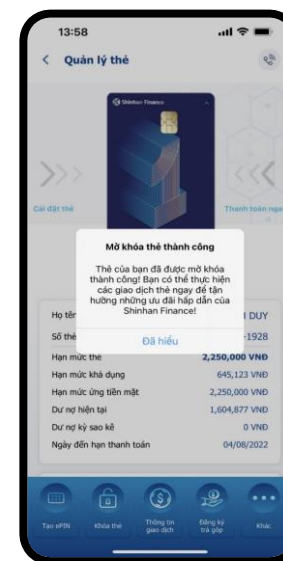 13:58
Quản lý thẻ
Shinhan Finance
Cài đặt thẻ
Thanh toán nga
Mở khóa thẻ thành công
Thẻ của bạn đã được mở khóa
thành công! Bạn có thể thực hiện
các giao dịch thẻ ngay để tận
hưởng những ưu đãi hấp dẫn của
Shinhan Finance!
Đã hiểu
Họ tên DUY
Số thẻ -1928
Hạn mức thẻ 2,250,000 VNĐ
Hạn mức khả dụng 645,123 VNĐ
Hạn mức ứng tiền mặt 2,250,000 VNĐ
Dư nợ hiện tại 1,604,877 VNĐ
Dư nợ kỳ sao kê 0 VNĐ
Ngày đến hạn thanh toán 04/08/2022
Tạo ePIN Khóa thẻ Thông tin giao dịch Đăng ký trả góp Khác